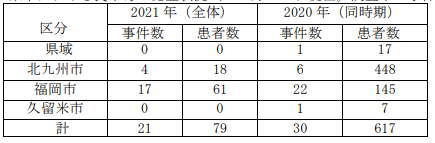 区分 2021 年（全体） 2020 年（同時期）
事件数 患者数 事件数 患者数
県域 0 0 1 17
北九州市 4 18 6 448
福岡市 17 61 22 145
久留米市 0 0 1 7
計 21 79 30 617